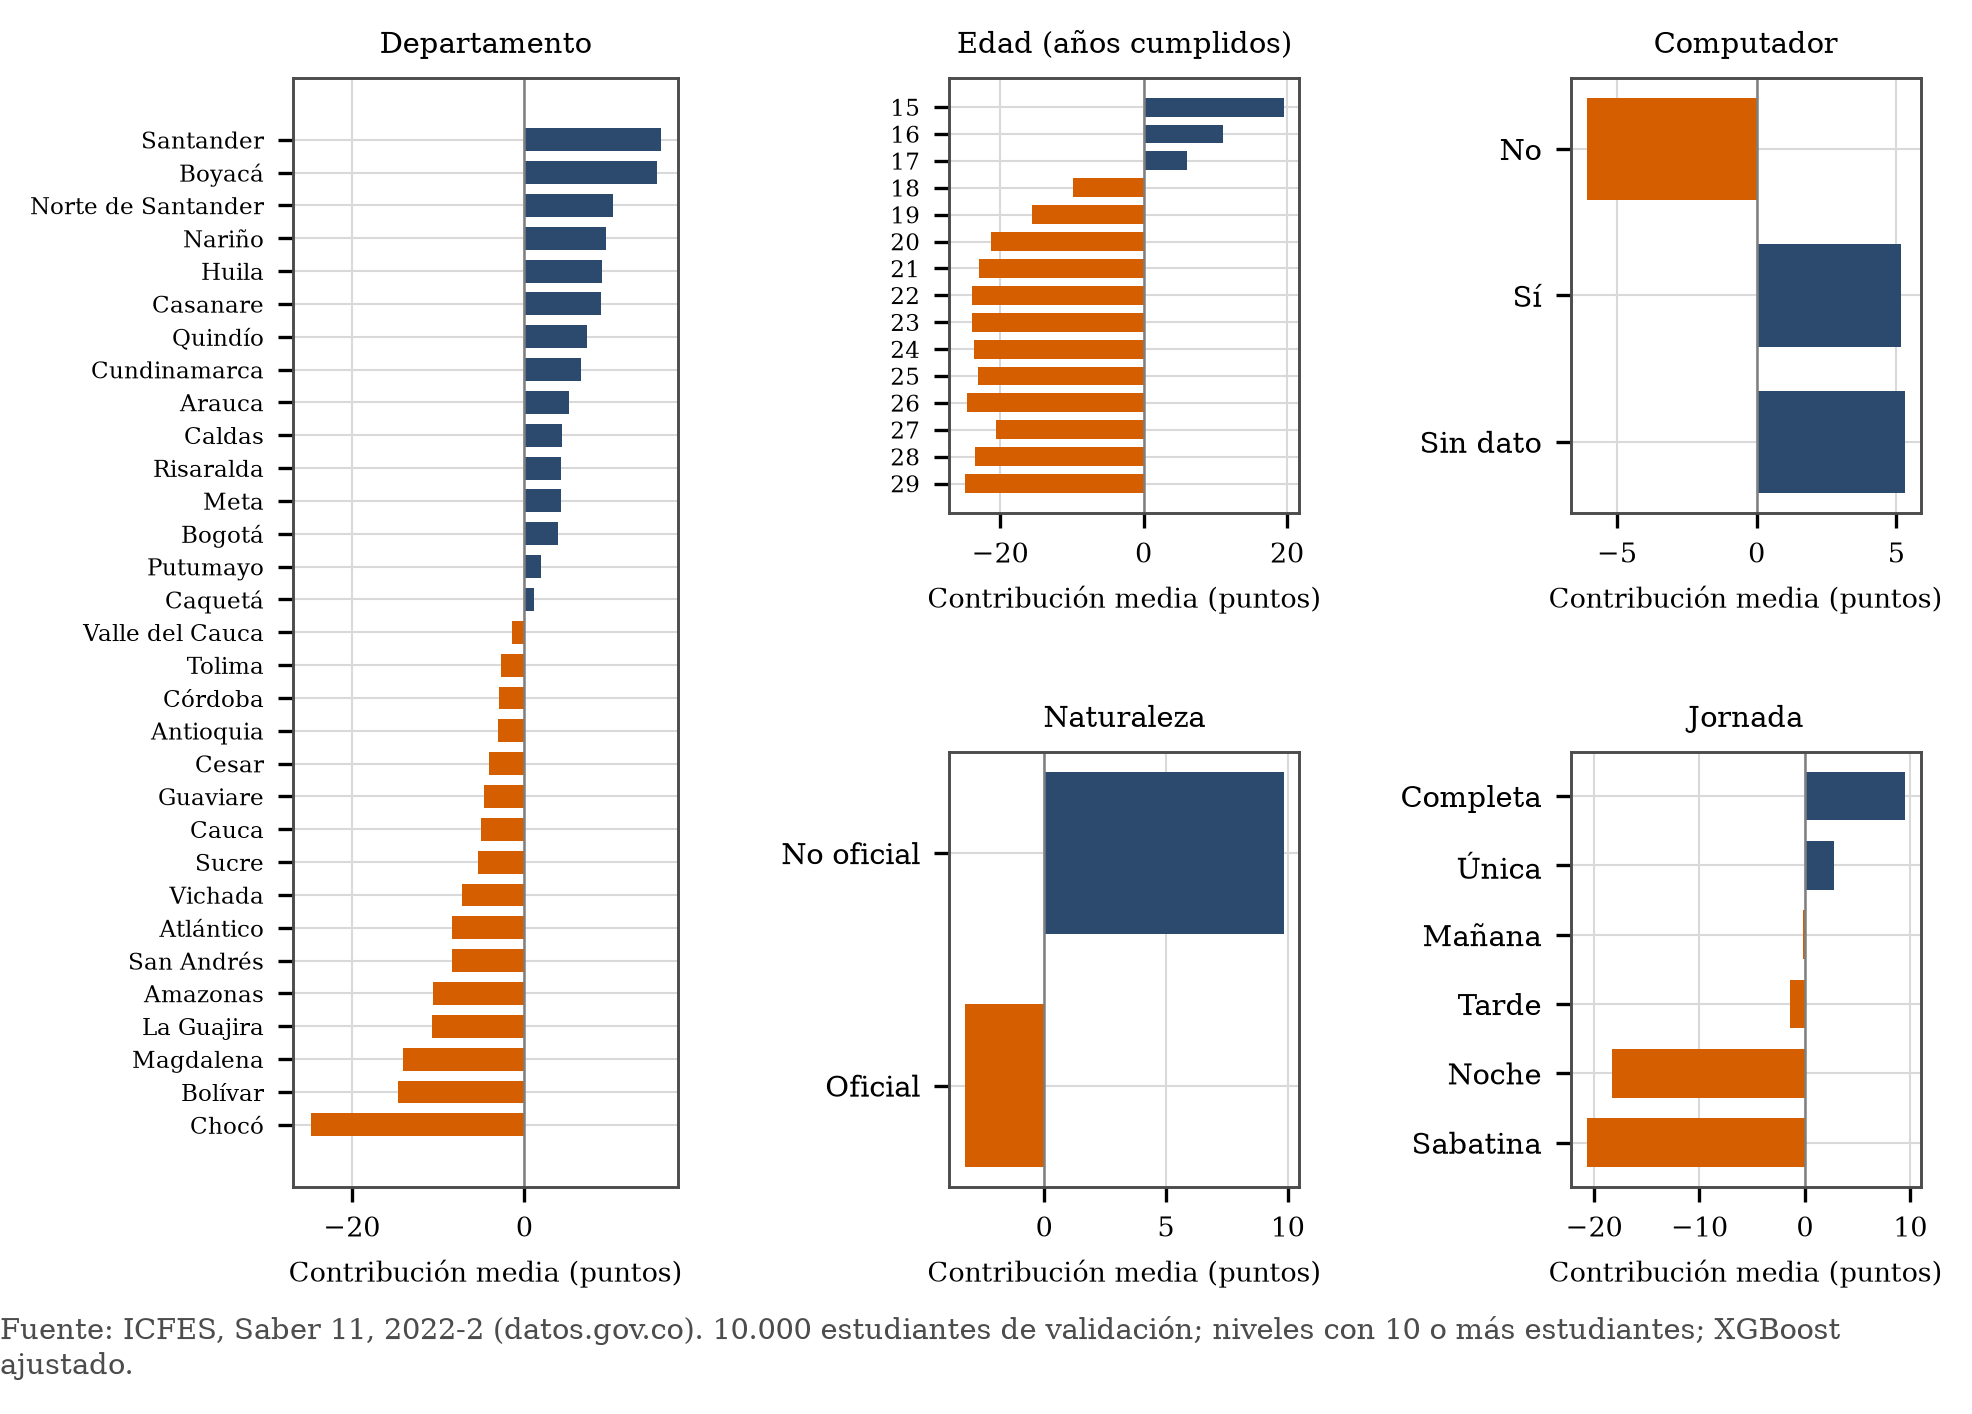 Departamento
Santander
Boyacá
Norte de Santander
Nariño
Huila
Casanare
Quindío
Cundinamarca
Arauca
Caldas
Risaralda
Meta
Bogotá
Putumayo
Caquetá
Valle del Cauca
Tolima
Córdoba
Antioquia
Cesar
Guaviare
Cauca
Sucre
Vichada
Atlántico
San Andrés
Amazonas
La Guajira
Magdalena
Bolívar
Chocó
−20 0
Contribución media (puntos)
Edad (años cumplidos)
15
16
17
18
19
20
21
22
23
24
25
26
27
28
29
−20 0 20
Contribución media (puntos)
Computador
No
Sí
Sin dato
−5 0 5
Contribución media (puntos)
Naturaleza
No oficial
Oficial
0 5 10
Contribución media (puntos)
Jornada
Completa
Única
Mañana
Tarde
Noche
Sabatina
−20 −10 0 10
Contribución media (puntos)
Fuente: ICFES, Saber 11, 2022-2 (datos.gov.co). 10.000 estudiantes de validación; niveles con 10 o más estudiantes; XGBoost
ajustado.